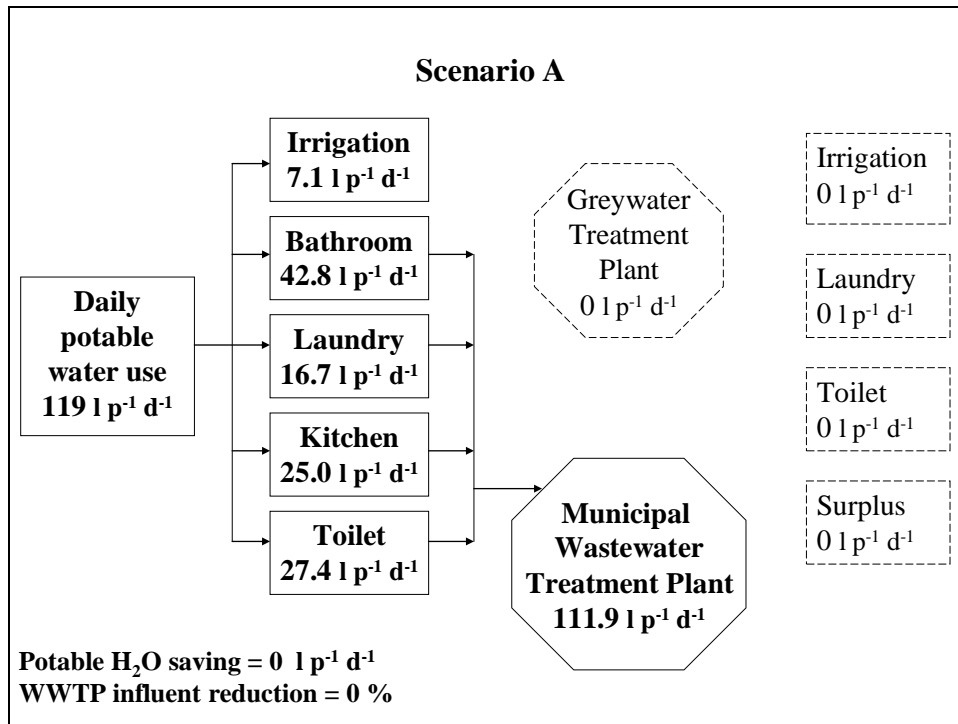 Scenario A
Daily
potable
water use
119 l p⁻¹ d⁻¹
Irrigation
7.1 l p⁻¹ d⁻¹
Bathroom
42.8 l p⁻¹ d⁻¹
Laundry
16.7 l p⁻¹ d⁻¹
Kitchen
25.0 l p⁻¹ d⁻¹
Toilet
27.4 l p⁻¹ d⁻¹
Greywater
Treatment
Plant
0 l p⁻¹ d⁻¹
Municipal
Wastewater
Treatment Plant
111.9 l p⁻¹ d⁻¹
Irrigation
0 l p⁻¹ d⁻¹
Laundry
0 l p⁻¹ d⁻¹
Toilet
0 l p⁻¹ d⁻¹
Surplus
0 l p⁻¹ d⁻¹
Potable H₂O saving = 0 l p⁻¹ d⁻¹
WWTP influent reduction = 0 %